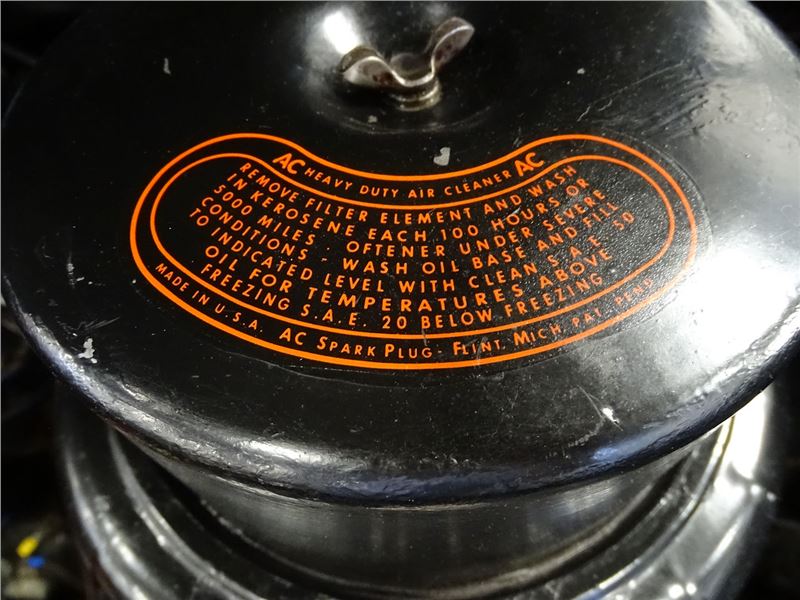 AC HEAVY DUTY AIR CLEANER AC
REMOVE FILTER ELEMENT AND WASH
IN KEROSENE EACH 100 HOURS OR
5000 MILES - OFTENER UNDER SEVERE
CONDITIONS - WASH OIL BASE AND FILL
TO INDICATED LEVEL WITH CLEAN S.A.E. 50
OIL FOR TEMPERATURES ABOVE
FREEZING S.A.E. 20 BELOW FREEZING
MADE IN U.S.A. AC SPARK PLUG - FLINT, MICH. PAT. PEND.